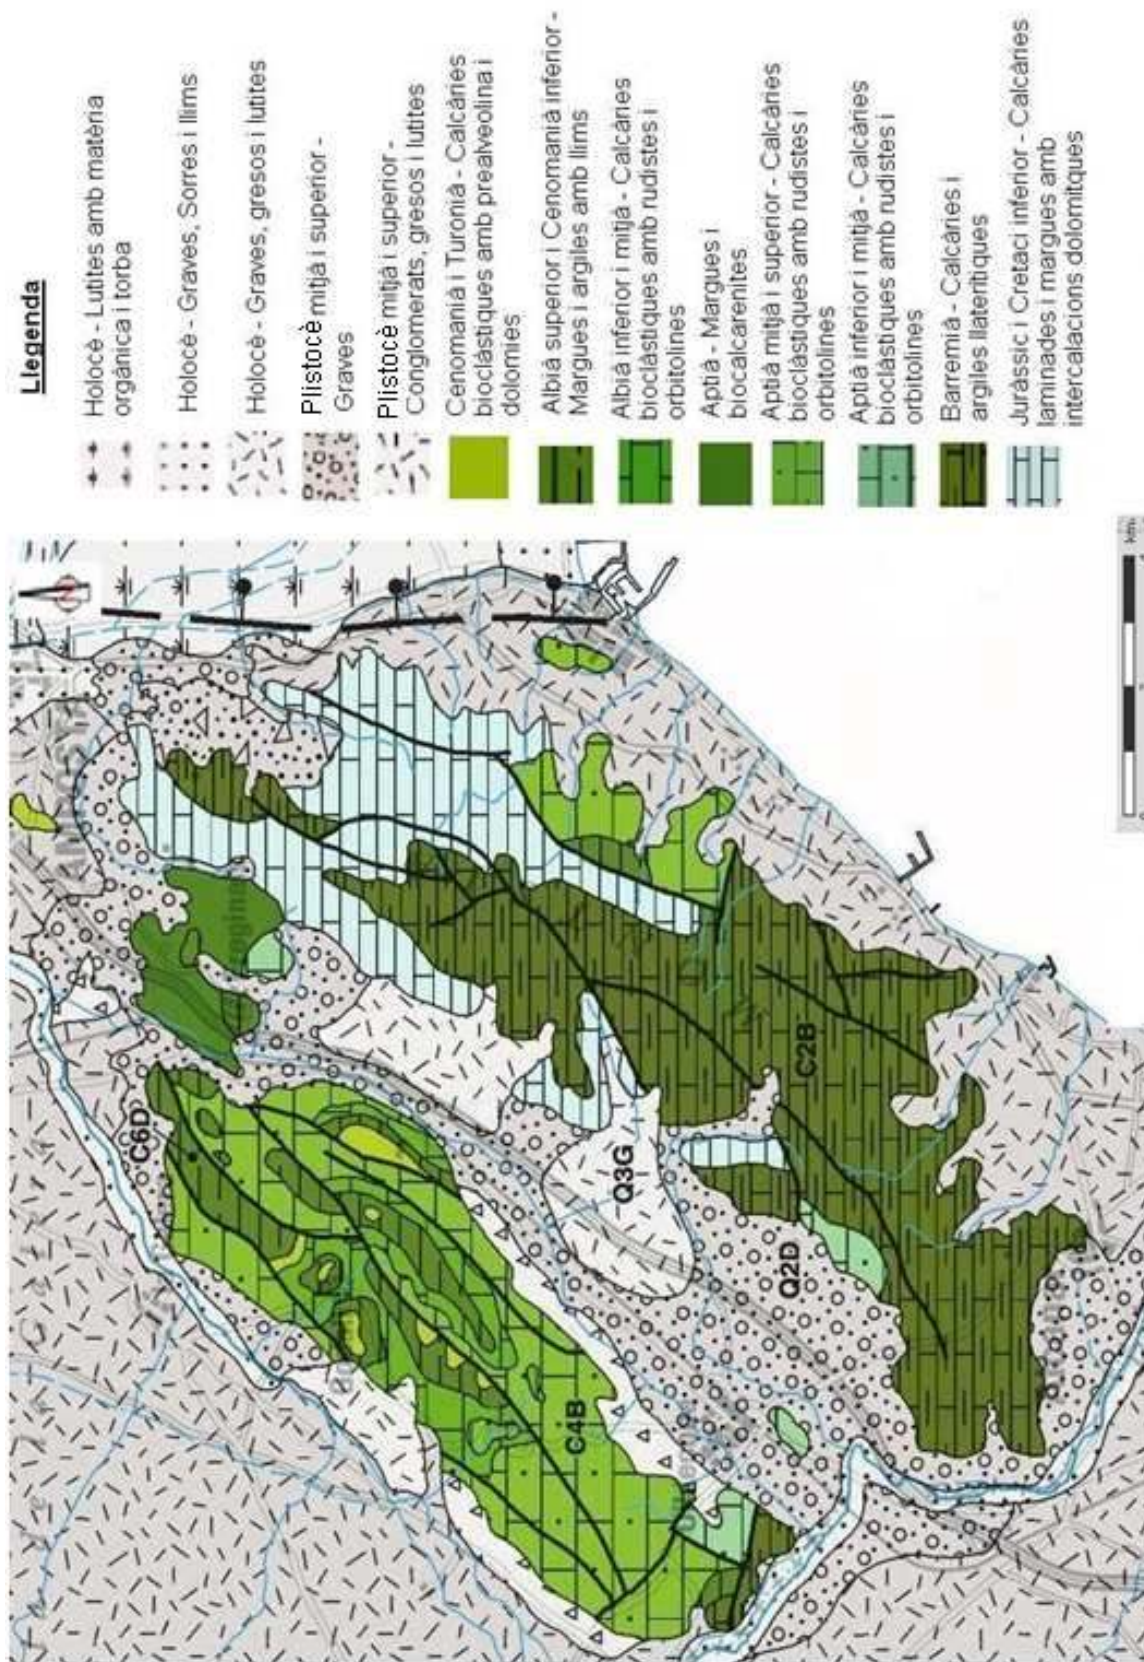 Llegenda
Holocè - Lutites amb matèria
orgànica i torba
Holocè - Graves, Sorres i llims
Holocè - Graves, gresos i lutites
Plistocè mitjà i superior -
Graves
Plistocè mitjà i superior -
Conglomerats, gresos i lutites
Cenomanià i Turonià - Calcàries
bioclàstiques amb prealveolina i
dolomies
Albià superior i Cenomanià inferior -
Margues i argiles amb llims
Albià inferior i mitjà - Calcàries
bioclàstiques amb rudistes i
orbitolines
Aptià - Margues i
biocalcarenites
Aptià mitjà i superior - Calcàries
bioclàstiques amb rudistes i
orbitolines
Aptià inferior i mitjà - Calcàries
bioclàstiques amb rudistes i
orbitolines
Barremià - Calcàries i
argiles llaterítiques
Juràssic i Cretaci inferior - Calcàries
laminades i margues amb
intercalacions dolomítques
C6D
C4B
Q3G
Q2D
C2B
0